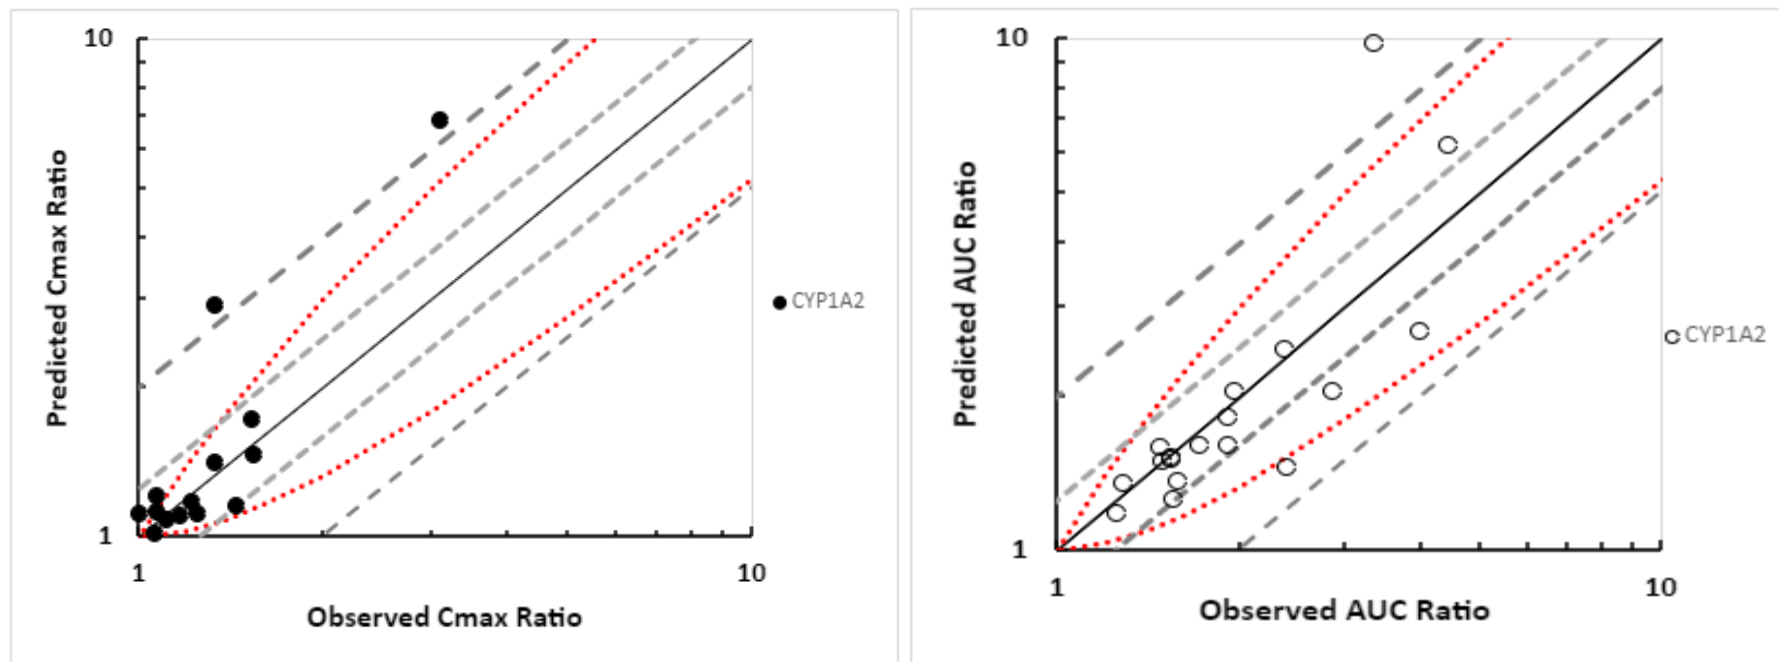 10
Predicted Cmax Ratio
1
1
10
Observed Cmax Ratio
CYP1A2
10
Predicted AUC Ratio
1
1
10
Observed AUC Ratio
CYP1A2